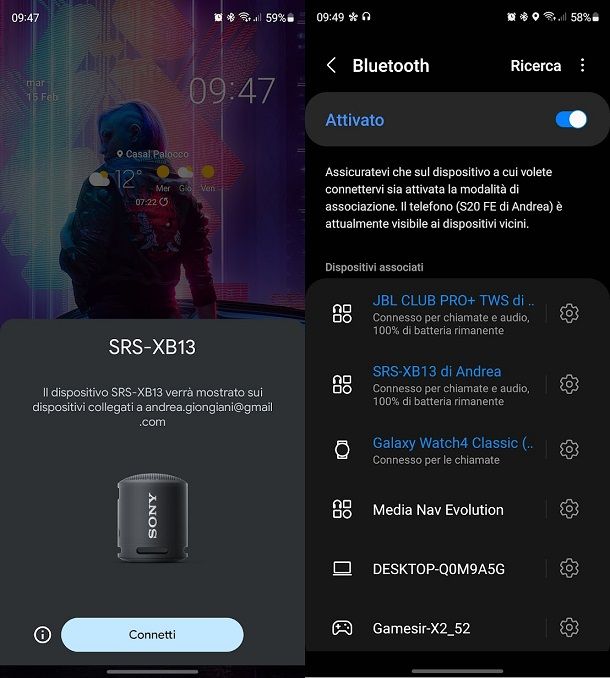 09:47
59%
mar
15 Feb
09:47
Casal Palocco
12°
Mer Gio Ven
07:22
SRS-XB13
Il dispositivo SRS-XB13 verrà mostrato sui
dispositivi collegati a andrea.giongiani@gmail
.com
SONY
Connetti
09:49
58%
Bluetooth
Ricerca
Attivato
Assicuratevi che sul dispositivo a cui volete
connettervi sia attivata la modalità di
associazione. Il telefono (S20 FE di Andrea) è
attualmente visibile ai dispositivi vicini.
Dispositivi associati
JBL CLUB PRO+ TWS di ..
Connesso per chiamate e audio,
100% di batteria rimanente
SRS-XB13 di Andrea
Connesso per chiamate e audio,
100% di batteria rimanente
Galaxy Watch4 Classic (..
Connesso per le chiamate
Media Nav Evolution
DESKTOP-Q0M9A5G
Gamesir-X2_52